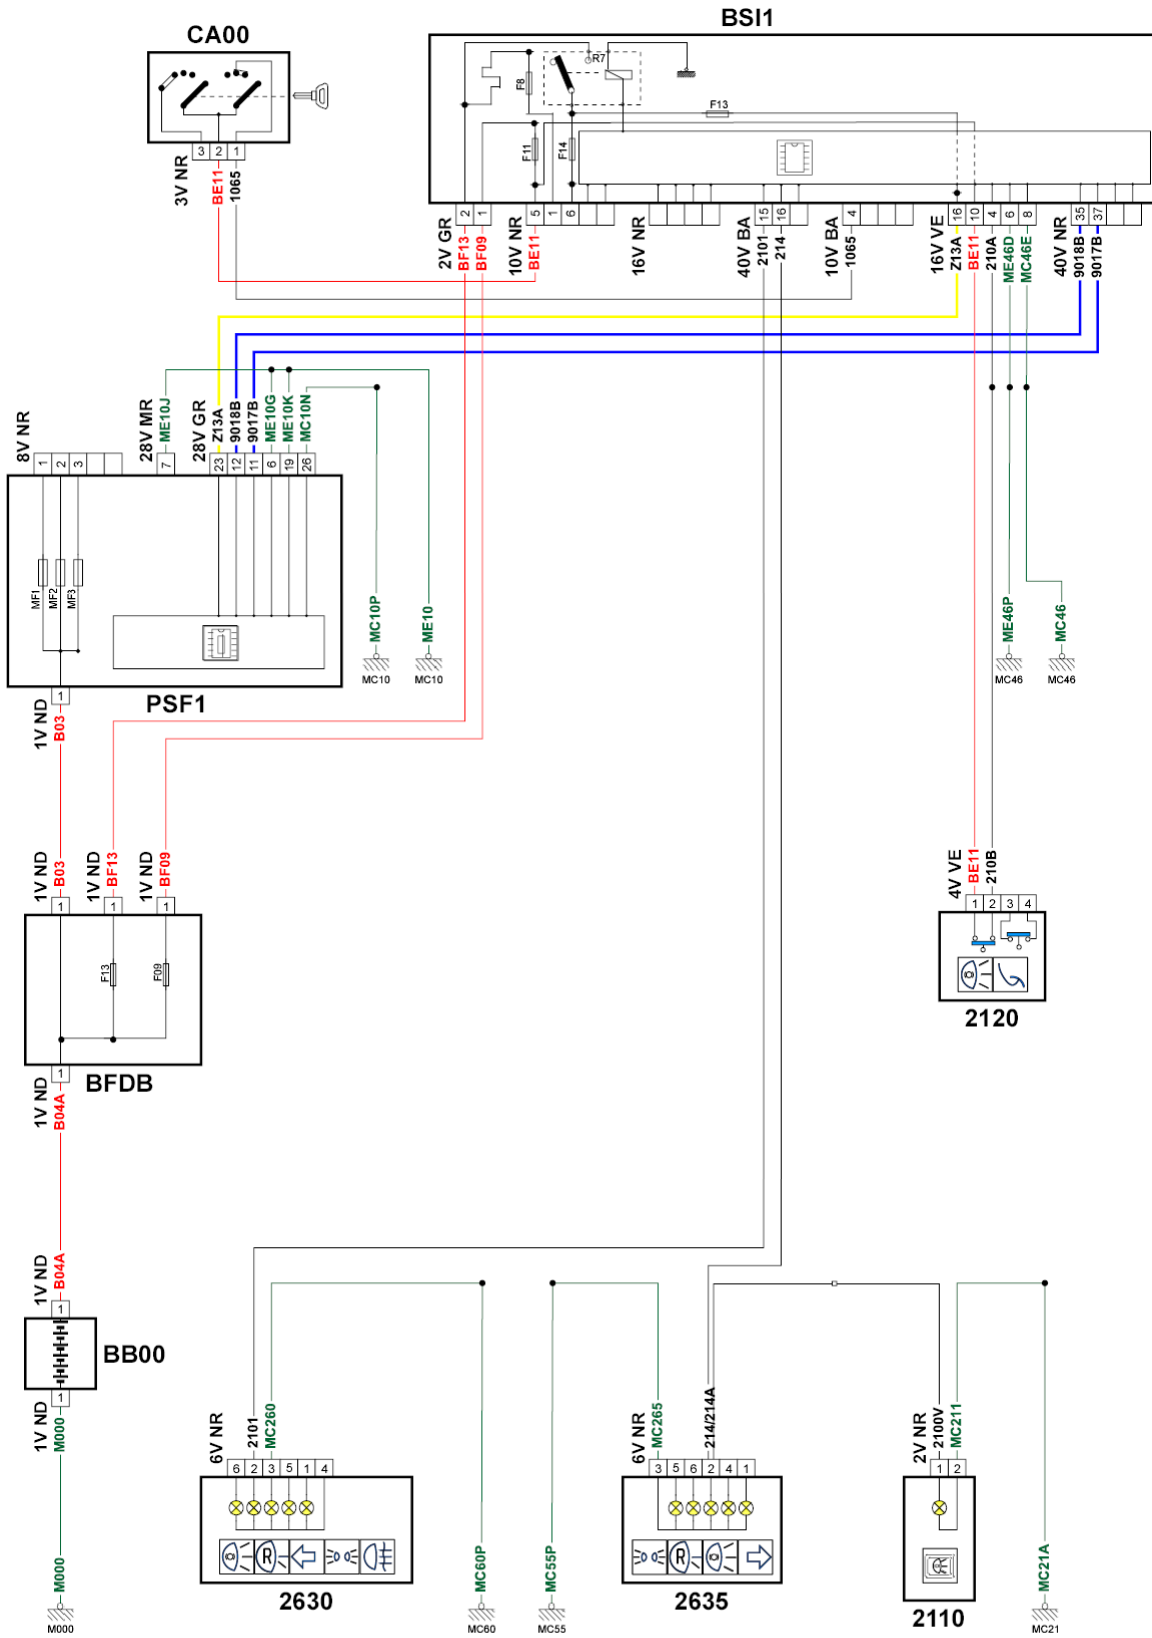 BSI1
CA00
R7
F8
F13
F11
F14
3 2 1
3V NR
BE11
1065
2 1 5 1 6 15 16 4 16 10 4 6 8 35 37
2V GR
BF13
BF09
10V NR
BE11
16V NR
40V BA
2101
214
10V BA
1065
16V VE
Z13A
BE11
210A
ME46D
MC46E
40V NR
9018B
9017B
8V NR
28V MR
ME10J
28V GR
Z13A
9018B
9017B
ME10G
ME10K
MC10N
1 2 3 7 23 12 11 6 19 26
MF1
MF2
MF3
MC10P
ME10
MC10
MC10
ME46P
MC46
MC46
MC46
1
PSF1
1V ND
B03
1V ND
B03
1V ND
BF13
1V ND
BF09
1 1 1
F13
F09
1
BFDB
1V ND
B04A
4V VE
BE11
210B
1 2 3 4
2120
1V ND
B04A
1
BB00
1
1V ND
M000
M000
M000
6V NR
2101
MC260
6 2 3 5 1 4
R
2630
MC60P
MC60
MC55P
MC55
6V NR
MC265
214/214A
3 5 6 2 4 1
R
2635
2V NR
2100V
MC211
1 2
R
2110
MC21A
MC21